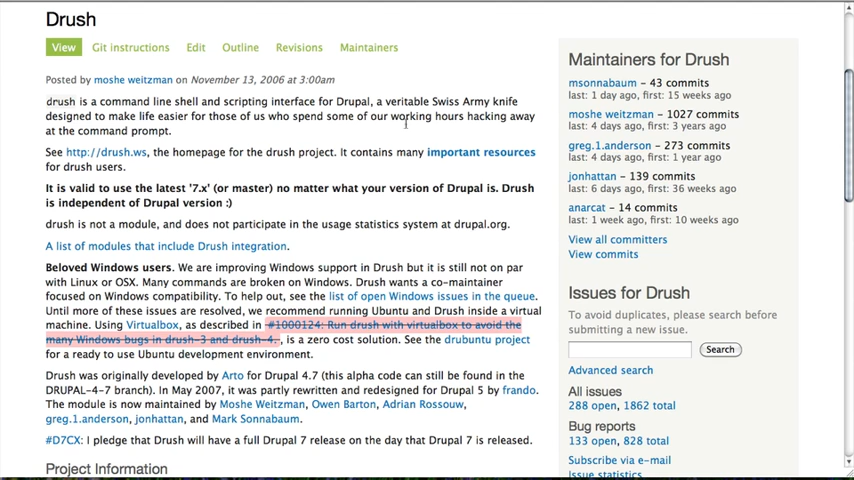 Drush
View
Git instructions
Edit
Outline
Revisions
Maintainers
Posted by moshe weitzman on November 13, 2006 at 3:00am
drush is a command line shell and scripting interface for Drupal, a veritable Swiss Army knife
designed to make life easier for those of us who spend some of our working hours hacking away
at the command prompt.
See http://drush.ws, the homepage for the drush project. It contains many important resources
for drush users.
It is valid to use the latest '7.x' (or master) no matter what your version of Drupal is. Drush
is independent of Drupal version :)
drush is not a module, and does not participate in the usage statistics system at drupal.org.
A list of modules that include Drush integration.
Beloved Windows users. We are improving Windows support in Drush but it is still not on par
with Linux or OSX. Many commands are broken on Windows. Drush wants a co-maintainer
focused on Windows compatibility. To help out, see the list of open Windows issues in the queue.
Until more of these issues are resolved, we recommend running Ubuntu and Drush inside a virtual
machine. Using Virtualbox, as described in #1000124: Run drush with virtualbox to avoid the
many Windows bugs in drush-3 and drush-4. , is a zero cost solution. See the drubuntu project
for a ready to use Ubuntu development environment.
Drush was originally developed by Arto for Drupal 4.7 (this alpha code can still be found in the
DRUPAL-4-7 branch). In May 2007, it was partly rewritten and redesigned for Drupal 5 by frando.
The module is now maintained by Moshe Weitzman, Owen Barton, Adrian Rossouw,
greg.1.anderson, jonhattan, and Mark Sonnabaum.
#D7CX: I pledge that Drush will have a full Drupal 7 release on the day that Drupal 7 is released.
Project Information
Maintainers for Drush
msonnabaum – 43 commits
last: 1 day ago, first: 15 weeks ago
moshe weitzman – 1027 commits
last: 4 days ago, first: 3 years ago
greg.1.anderson – 273 commits
last: 4 days ago, first: 1 year ago
jonhattan – 139 commits
last: 6 days ago, first: 36 weeks ago
anarcat – 14 commits
last: 1 week ago, first: 10 weeks ago
View all committers
View commits
Issues for Drush
To avoid duplicates, please search before
submitting a new issue.
Search
Advanced search
All issues
288 open, 1862 total
Bug reports
133 open, 828 total
Subscribe via e-mail
Issue statistics